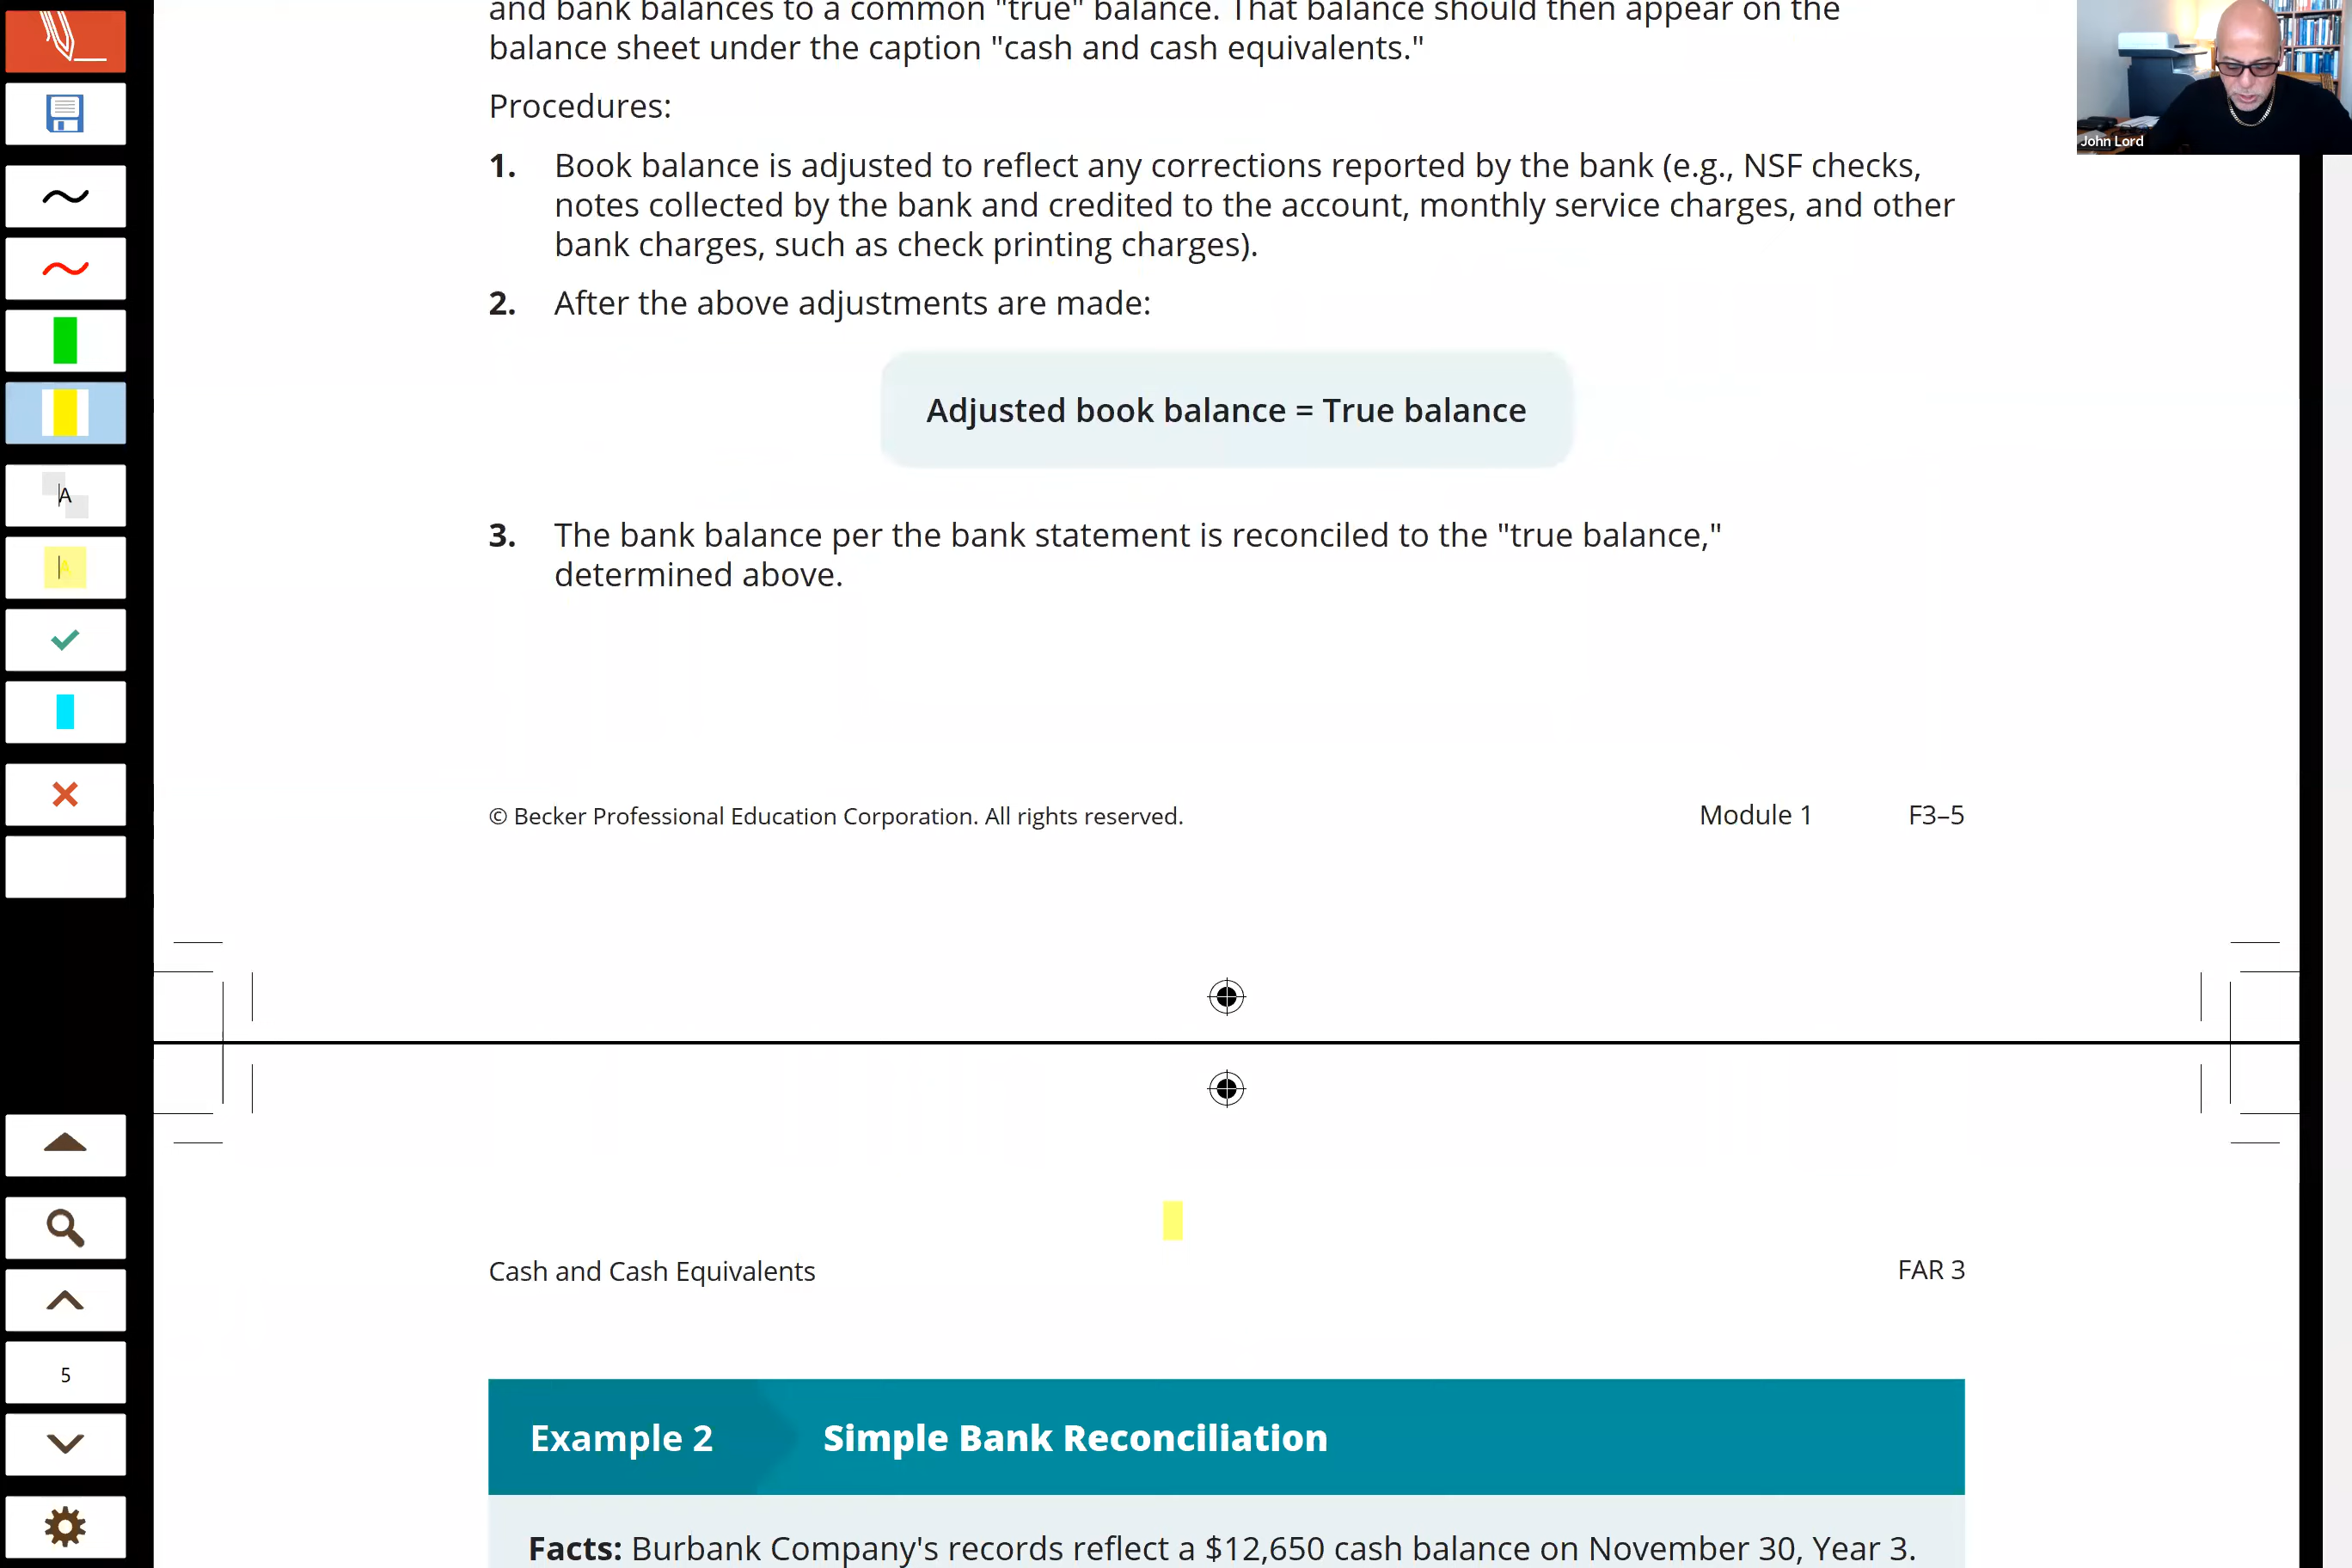 and bank balances to a common "true" balance. That balance should then appear on the
balance sheet under the caption "cash and cash equivalents."
Procedures:
1. Book balance is adjusted to reflect any corrections reported by the bank (e.g., NSF checks,
notes collected by the bank and credited to the account, monthly service charges, and other
bank charges, such as check printing charges).
2. After the above adjustments are made:
Adjusted book balance = True balance
3. The bank balance per the bank statement is reconciled to the "true balance,"
determined above.
© Becker Professional Education Corporation. All rights reserved. Module 1 F3–5
Cash and Cash Equivalents FAR 3
Example 2 Simple Bank Reconciliation
Facts: Burbank Company's records reflect a $12,650 cash balance on November 30, Year 3.
John Lord
A
A
5